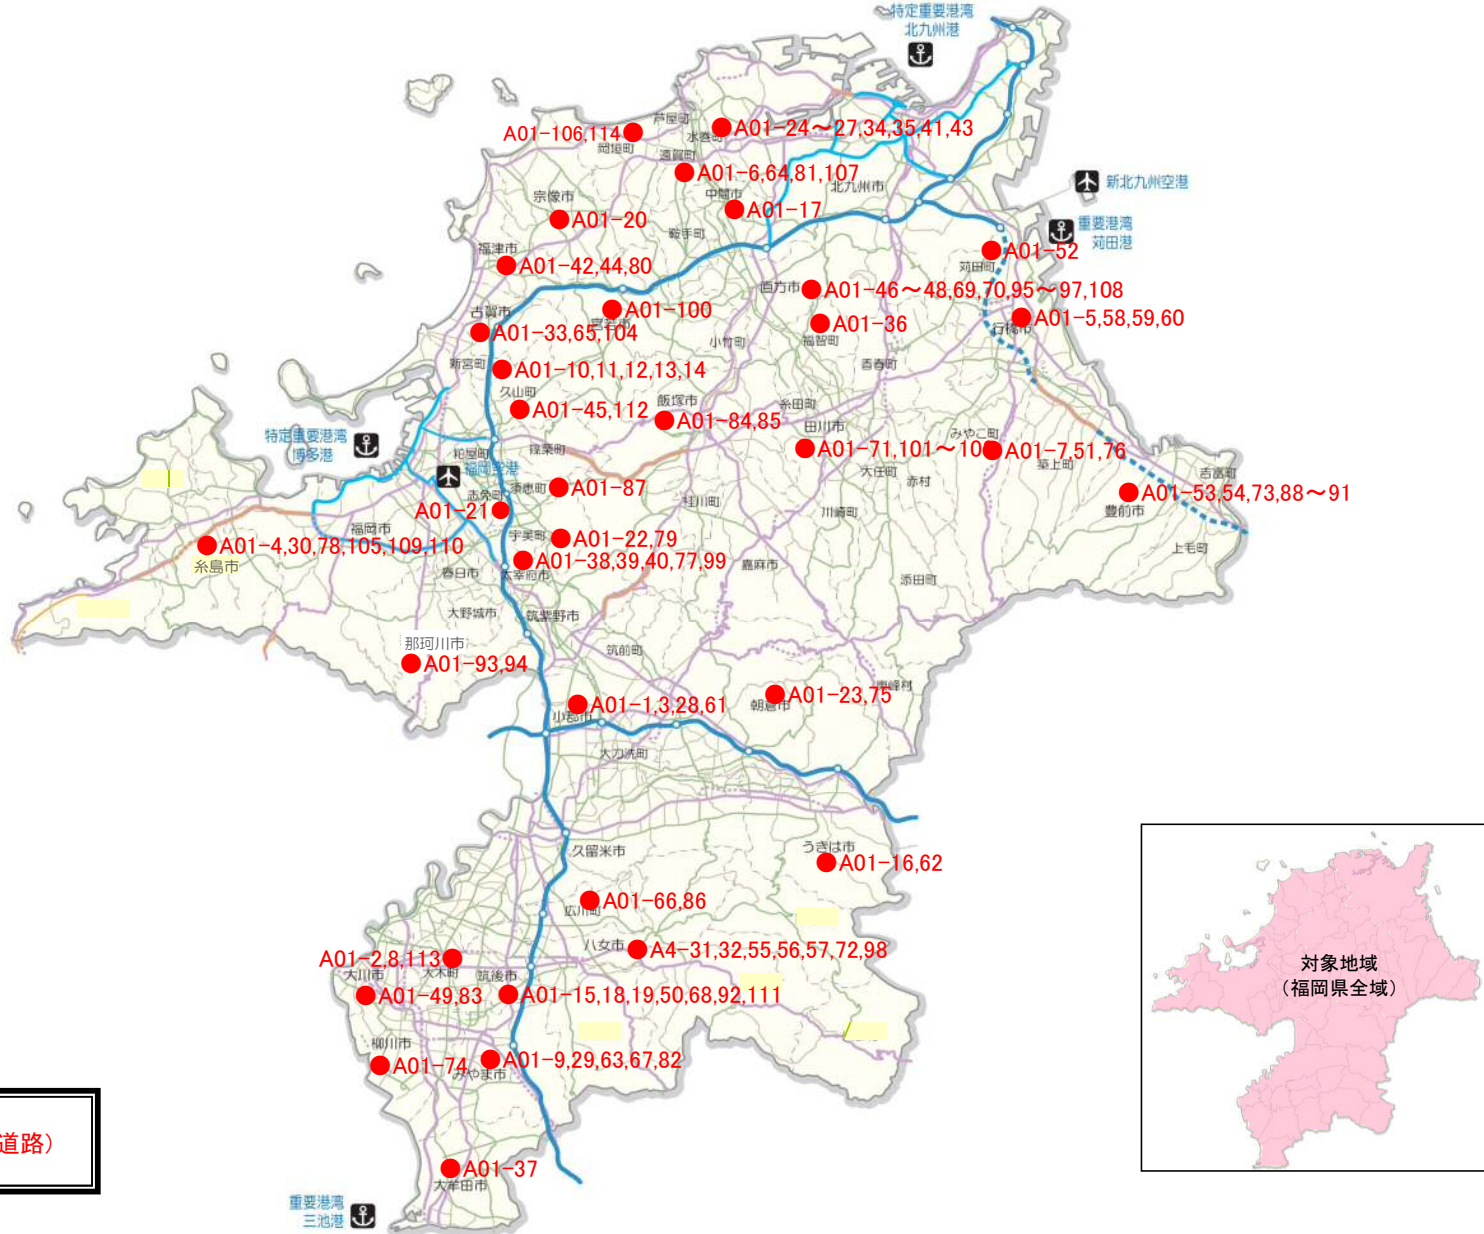 特定重要港湾
北九州港
芦屋町
A01-106,114
岡垣町
水巻町
A01-24～27,34,35,41,43
遠賀町
A01-6,64,81,107
北九州市
新北九州空港
宗像市
中間市
A01-17
A01-20
鞍手町
重要港湾
苅田港
福津市
A01-42,44,80
A01-52
苅田町
直方市
A01-46～48,69,70,95～97,108
A01-100
宮若市
古賀市
A01-33,65,104
A01-36
福智町
A01-5,58,59,60
行橋市
小竹町
新宮町
A01-10,11,12,13,14
香春町
久山町
A01-45,112
飯塚市
A01-84,85
糸田町
田川市
A01-71,101～10
みやこ町
A01-7,51,76
築上町
特定重要港湾
博多港
粕屋町
篠栗町
福岡空港
大任町
赤村
吉富町
志免町
須恵町
A01-87
桂川町
A01-53,54,73,88～91
豊前市
A01-21
川崎町
福岡市
宇美町
A01-22,79
上毛町
A01-4,30,78,105,109,110
糸島市
A01-38,39,40,77,99
春日市
太宰府市
嘉麻市
添田町
大野城市
筑紫野市
那珂川市
A01-93,94
筑前町
東峰村
A01-23,75
朝倉市
A01-1,3,28,61
小郡市
大刀洗町
久留米市
うきは市
A01-16,62
A01-66,86
広川町
八女市
A4-31,32,55,56,57,72,98
A01-2,8,113
大川市
大木町
筑後市
A01-49,83
A01-15,18,19,50,68,92,111
柳川市
A01-74
A01-9,29,63,67,82
みやま市
A01-37
大牟田市
重要港湾
三池港
道路）
対象地域
（福岡県全域）